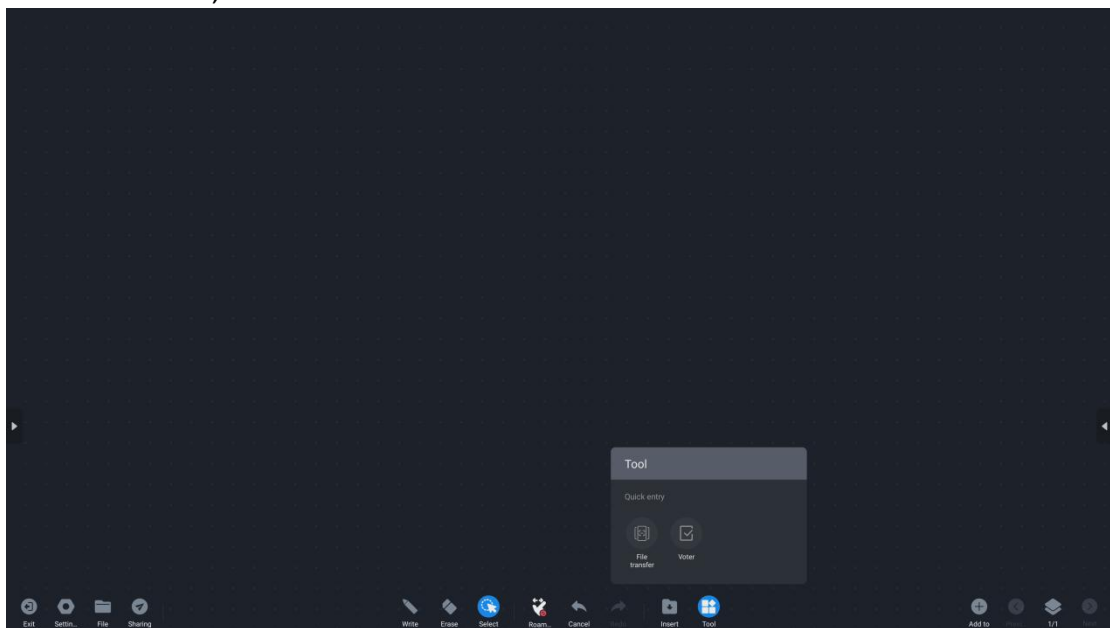 Tool
Quick entry
File
transfer
Voter
Exit
Settin...
File
Sharing
Write
Erase
Select
Roam...
Cancel
Insert
Tool
Add to
1/1
Next